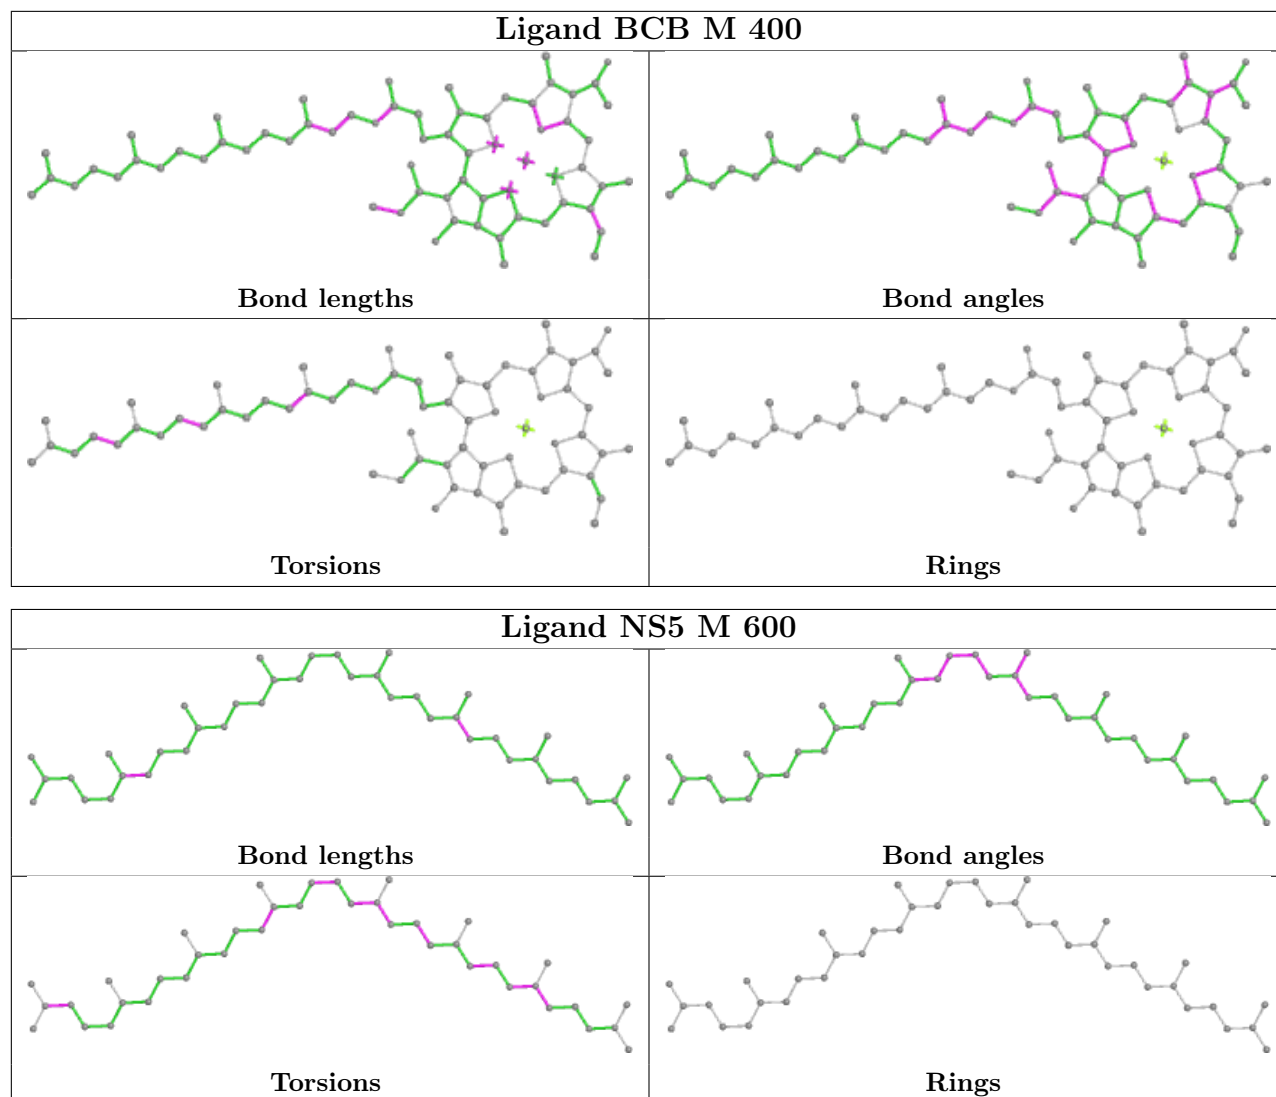 Ligand BCB M 400
Bond lengths
Bond angles
Torsions
Rings
Ligand NS5 M 600
Bond lengths
Bond angles
Torsions
Rings